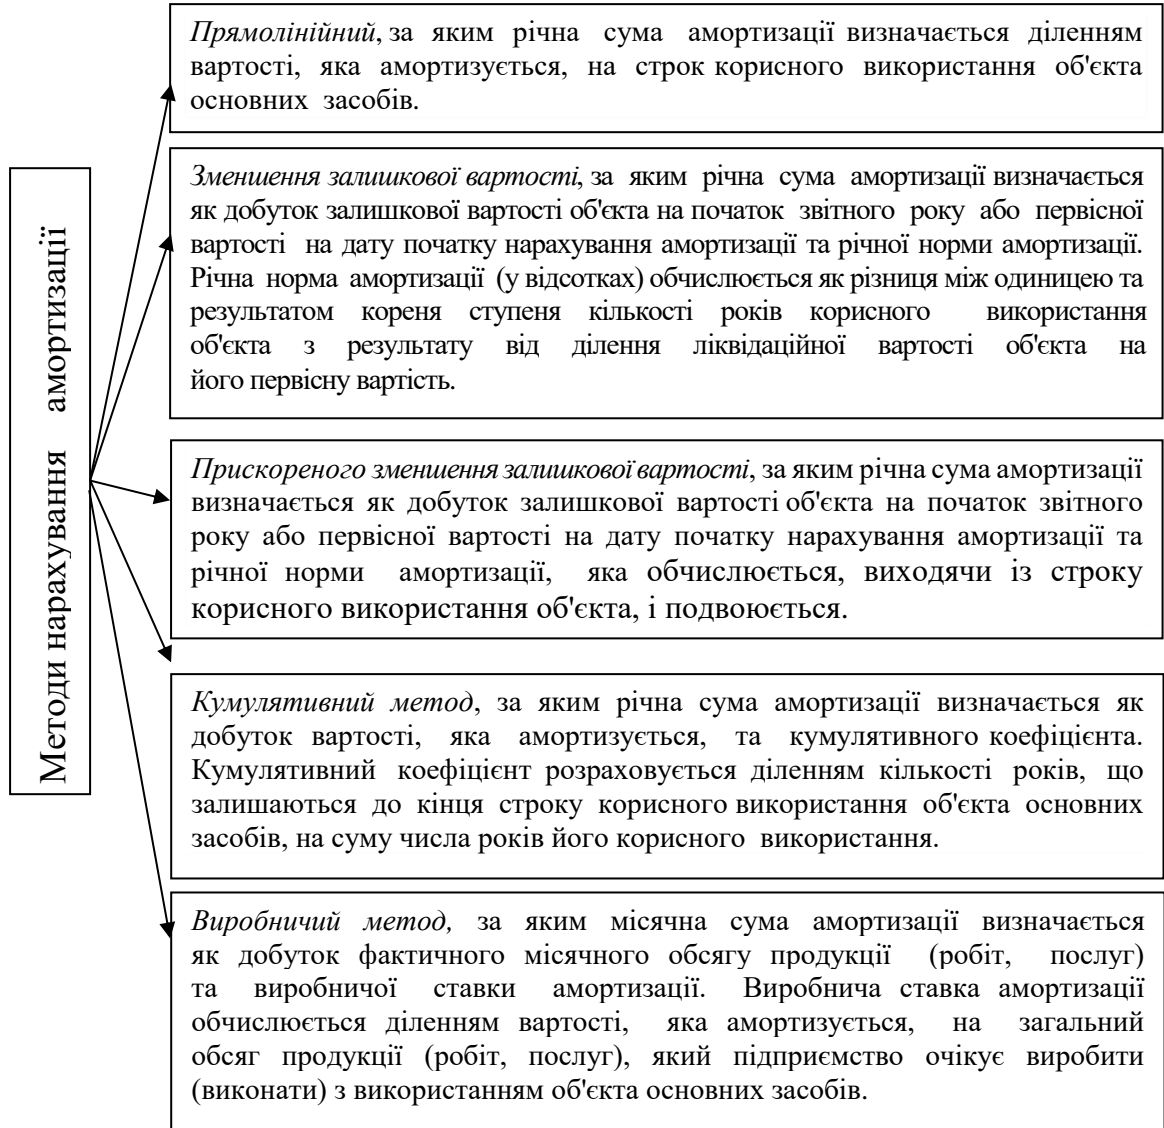 Методи нарахування амортизації
Прямолінійний, за яким річна сума амортизації визначається діленням
вартості, яка амортизується, на строк корисного використання об'єкта
основних засобів.
Зменшення залишкової вартості, за яким річна сума амортизації визначається
як добуток залишкової вартості об'єкта на початок звітного року або первісної
вартості на дату початку нарахування амортизації та річної норми амортизації.
Річна норма амортизації (у відсотках) обчислюється як різниця між одиницею та
результатом кореня ступеня кількості років корисного використання
об'єкта з результату від ділення ліквідаційної вартості об'єкта на
його первісну вартість.
Прискореного зменшення залишкової вартості, за яким річна сума амортизації
визначається як добуток залишкової вартості об'єкта на початок звітного
року або первісної вартості на дату початку нарахування амортизації та
річної норми амортизації, яка обчислюється, виходячи із строку
корисного використання об'єкта, і подвоюється.
Кумулятивний метод, за яким річна сума амортизації визначається як
добуток вартості, яка амортизується, та кумулятивного коефіцієнта.
Кумулятивний коефіцієнт розраховується діленням кількості років, що
залишаються до кінця строку корисного використання об'єкта основних
засобів, на суму числа років його корисного використання.
Виробничий метод, за яким місячна сума амортизації визначається
як добуток фактичного місячного обсягу продукції (робіт, послуг)
та виробничої ставки амортизації. Виробнича ставка амортизації
обчислюється діленням вартості, яка амортизується, на загальний
обсяг продукції (робіт, послуг), який підприємство очікує виробити
(виконати) з використанням об'єкта основних засобів.